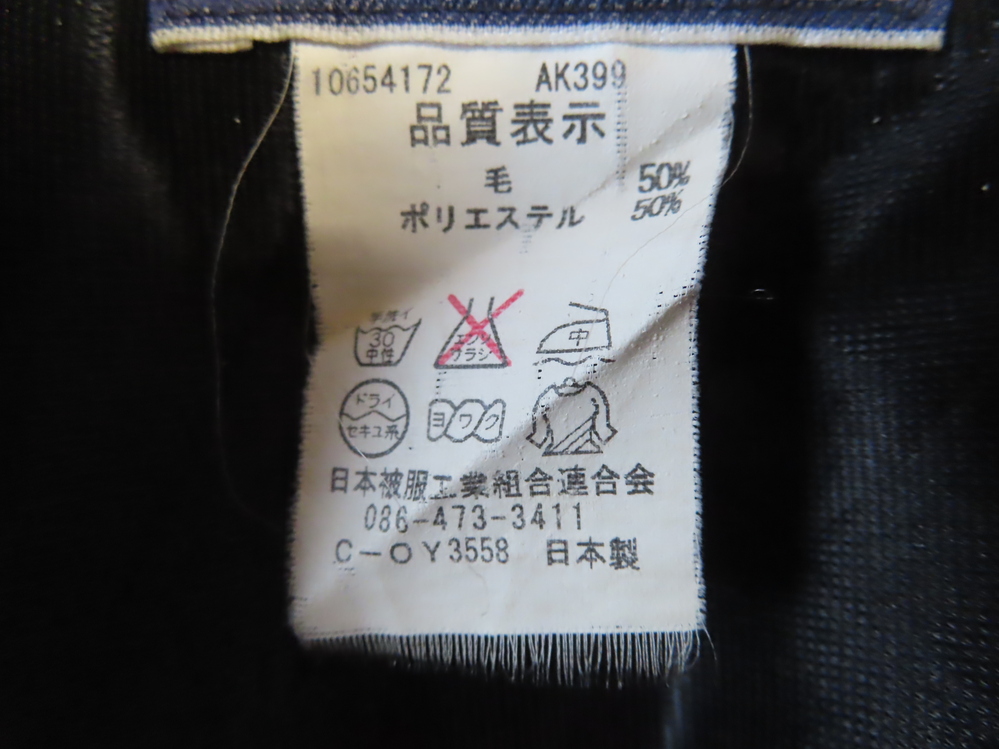 10654172 AK399
品質表示
毛 50%
ポリエステル 50%
手洗イ
30
中性
エンソ
サラシ
中
ドライ
セキユ系
ヨワク
日本被服工業組合連合会
086-473-3411
C-OY3558 日本製